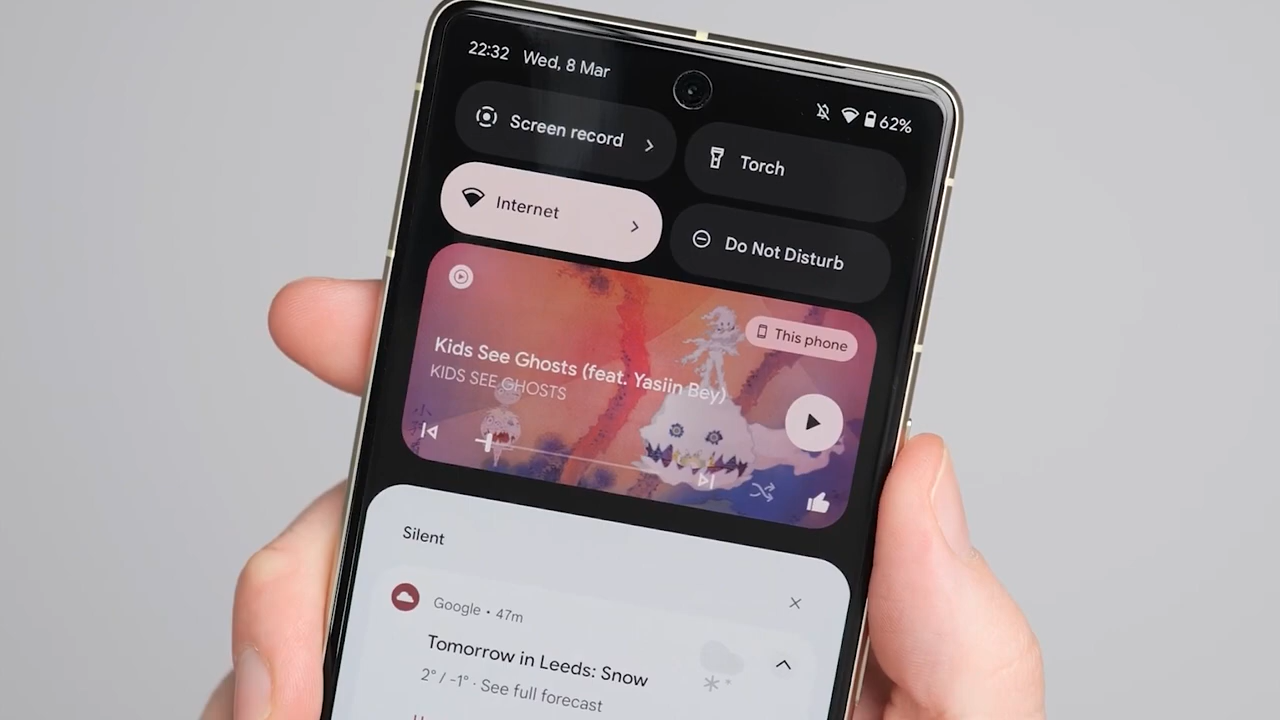 22:32 Wed, 8 Mar
62%
Screen record
Torch
Internet
Do Not Disturb
This phone
Kids See Ghosts (feat. Yasiin Bey)
KIDS SEE GHOSTS
Silent
Google • 47m
Tomorrow in Leeds: Snow
2° / -1° · See full forecast